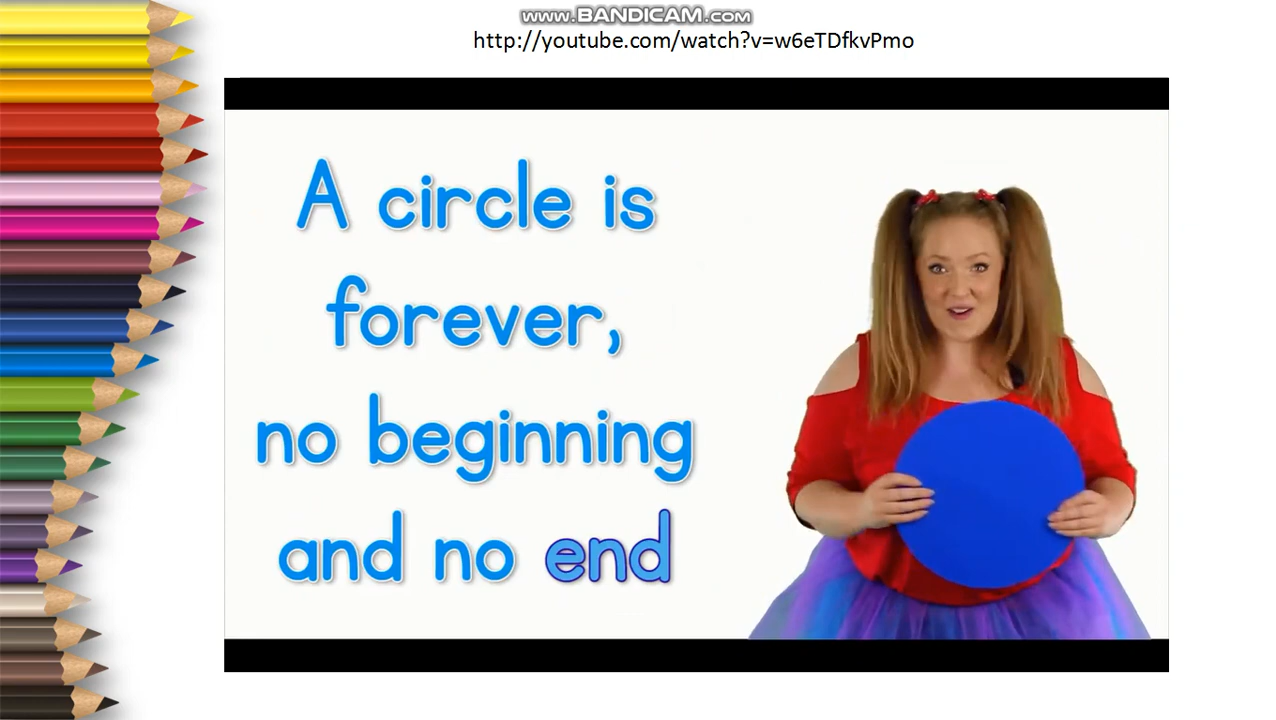 www.BANDICAM.com
http://youtube.com/watch?v=w6eTDfkvPmo
A circle is
forever,
no beginning
and no end